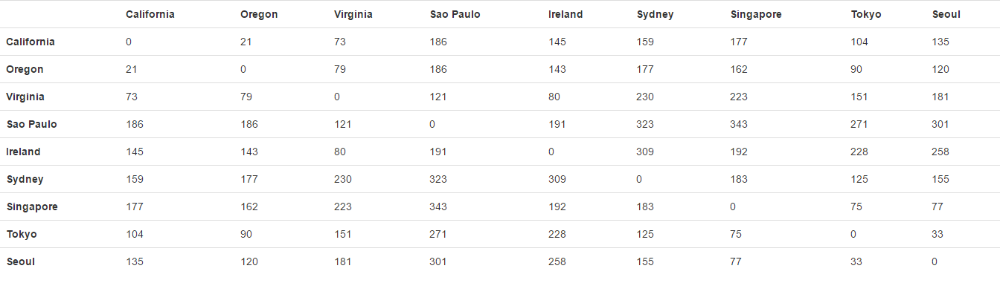 California Oregon Virginia Sao Paulo Ireland Sydney Singapore Tokyo Seoul
California 0 21 73 186 145 159 177 104 135
Oregon 21 0 79 186 143 177 162 90 120
Virginia 73 79 0 121 80 230 223 151 181
Sao Paulo 186 186 121 0 191 323 343 271 301
Ireland 145 143 80 191 0 309 192 228 258
Sydney 159 177 230 323 309 0 183 125 155
Singapore 177 162 223 343 192 183 0 75 77
Tokyo 104 90 151 271 228 125 75 0 33
Seoul 135 120 181 301 258 155 77 33 0